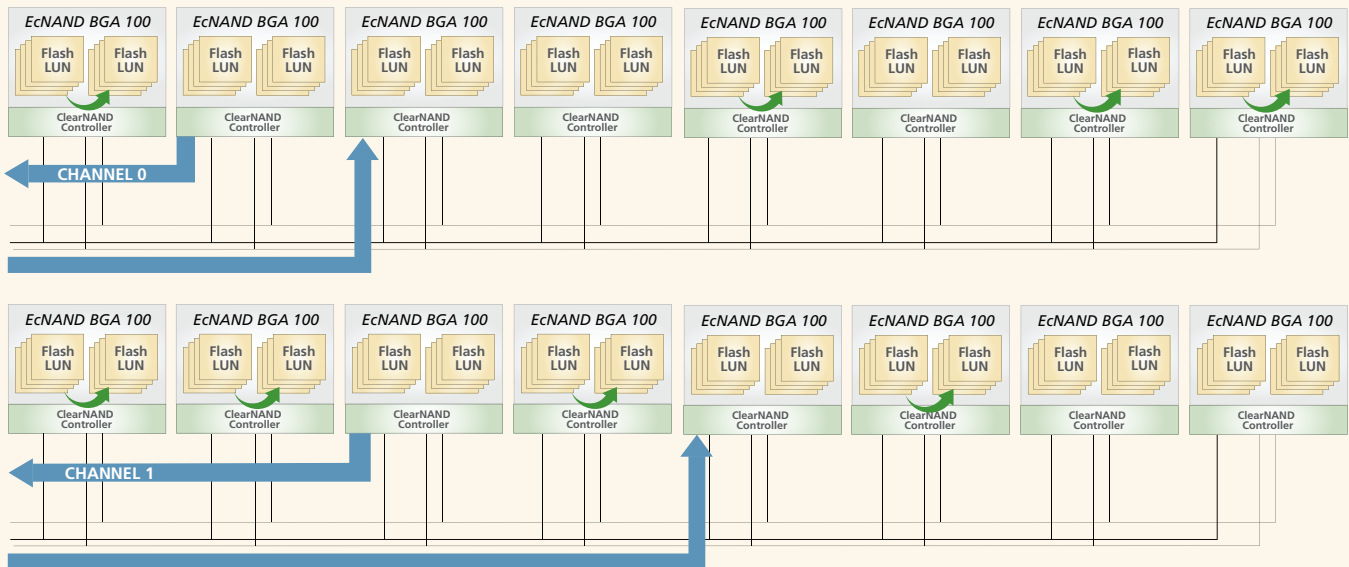 EcNAND BGA 100 EcNAND BGA 100 EcNAND BGA 100 EcNAND BGA 100 EcNAND BGA 100 EcNAND BGA 100 EcNAND BGA 100 EcNAND BGA 100
Flash Flash Flash Flash Flash Flash Flash Flash Flash Flash Flash Flash Flash Flash Flash Flash
LUN LUN LUN LUN LUN LUN LUN LUN LUN LUN LUN LUN LUN LUN LUN LUN
ClearNAND ClearNAND ClearNAND ClearNAND ClearNAND ClearNAND ClearNAND ClearNAND
Controller Controller Controller Controller Controller Controller Controller Controller
CHANNEL 0
EcNAND BGA 100 EcNAND BGA 100 EcNAND BGA 100 EcNAND BGA 100 EcNAND BGA 100 EcNAND BGA 100 EcNAND BGA 100 EcNAND BGA 100
Flash Flash Flash Flash Flash Flash Flash Flash Flash Flash Flash Flash Flash Flash Flash Flash
LUN LUN LUN LUN LUN LUN LUN LUN LUN LUN LUN LUN LUN LUN LUN LUN
ClearNAND ClearNAND ClearNAND ClearNAND ClearNAND ClearNAND ClearNAND ClearNAND
Controller Controller Controller Controller Controller Controller Controller Controller
CHANNEL 1